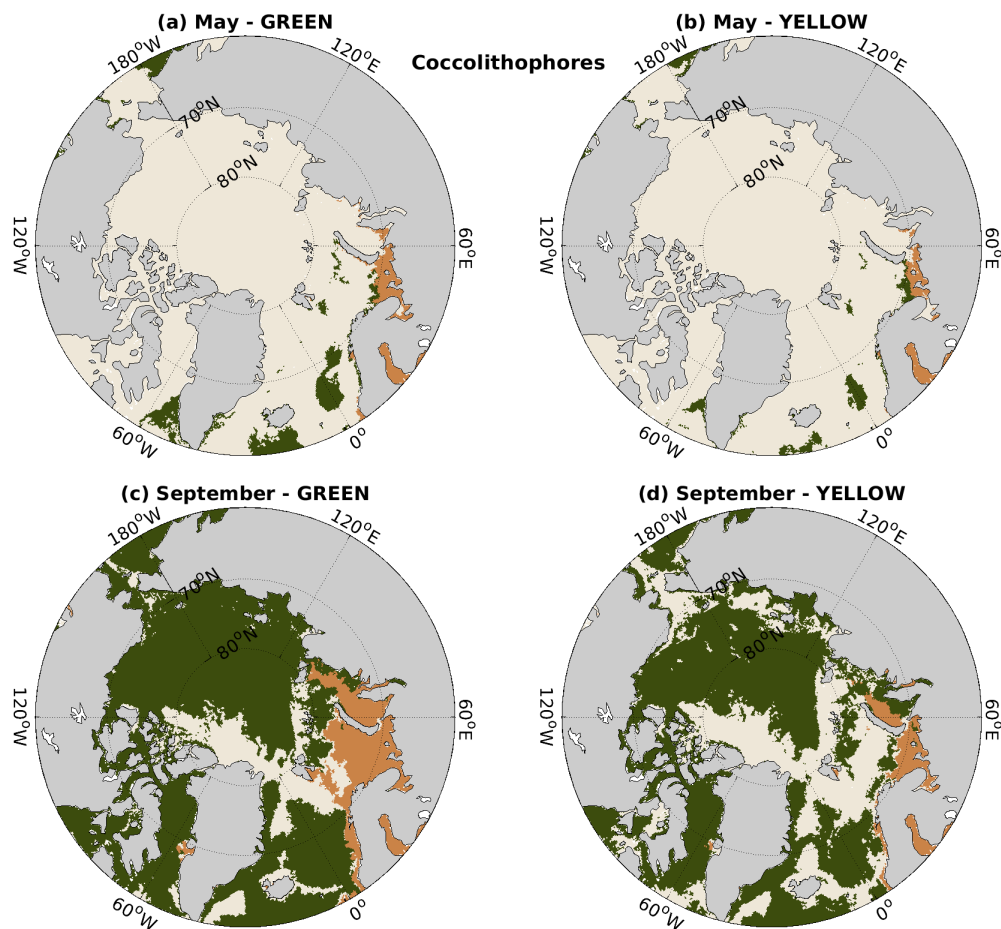 (a) May - GREEN
(b) May - YELLOW
Coccolithophores
180°W
120°E
70°N
80°N
120°W
60°E
60°W
0°
180°W
120°E
70°N
80°N
120°W
60°E
60°W
0°
(c) September - GREEN
(d) September - YELLOW
180°W
120°E
70°N
80°N
120°W
60°E
60°W
0°
180°W
120°E
70°N
80°N
120°W
60°E
60°W
0°